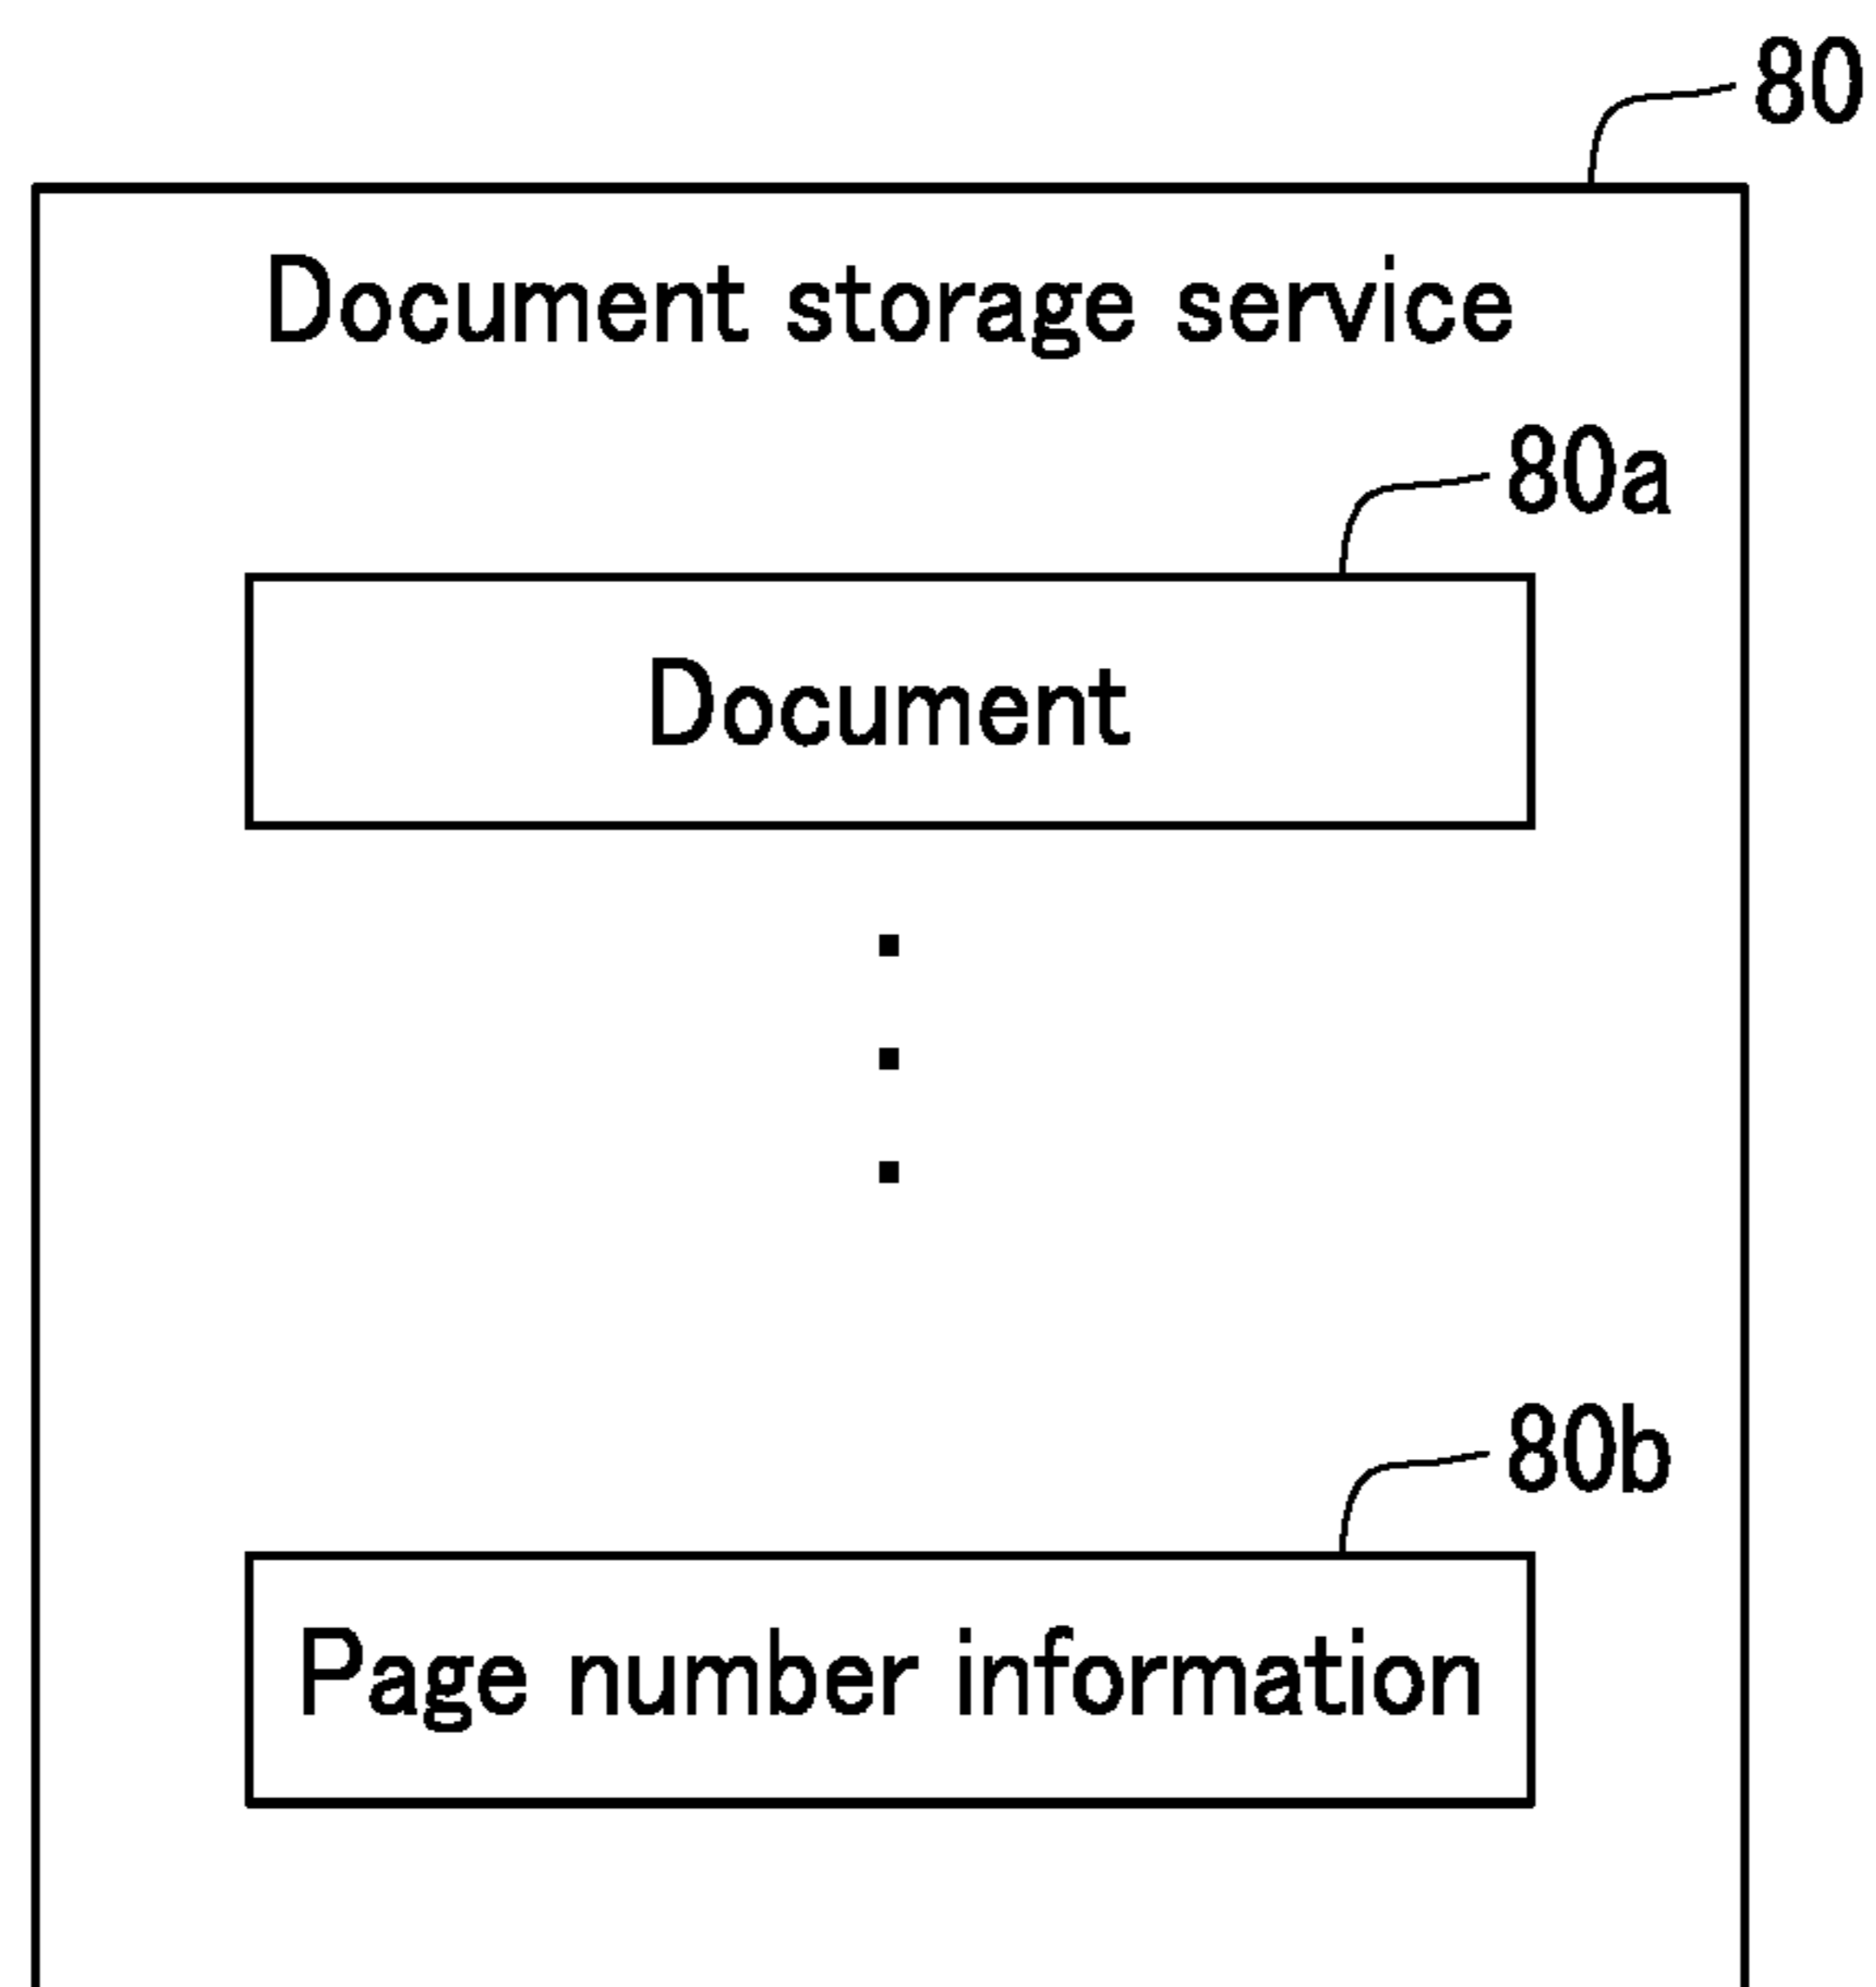 80
Document storage service
80a
Document
80b
Page number information